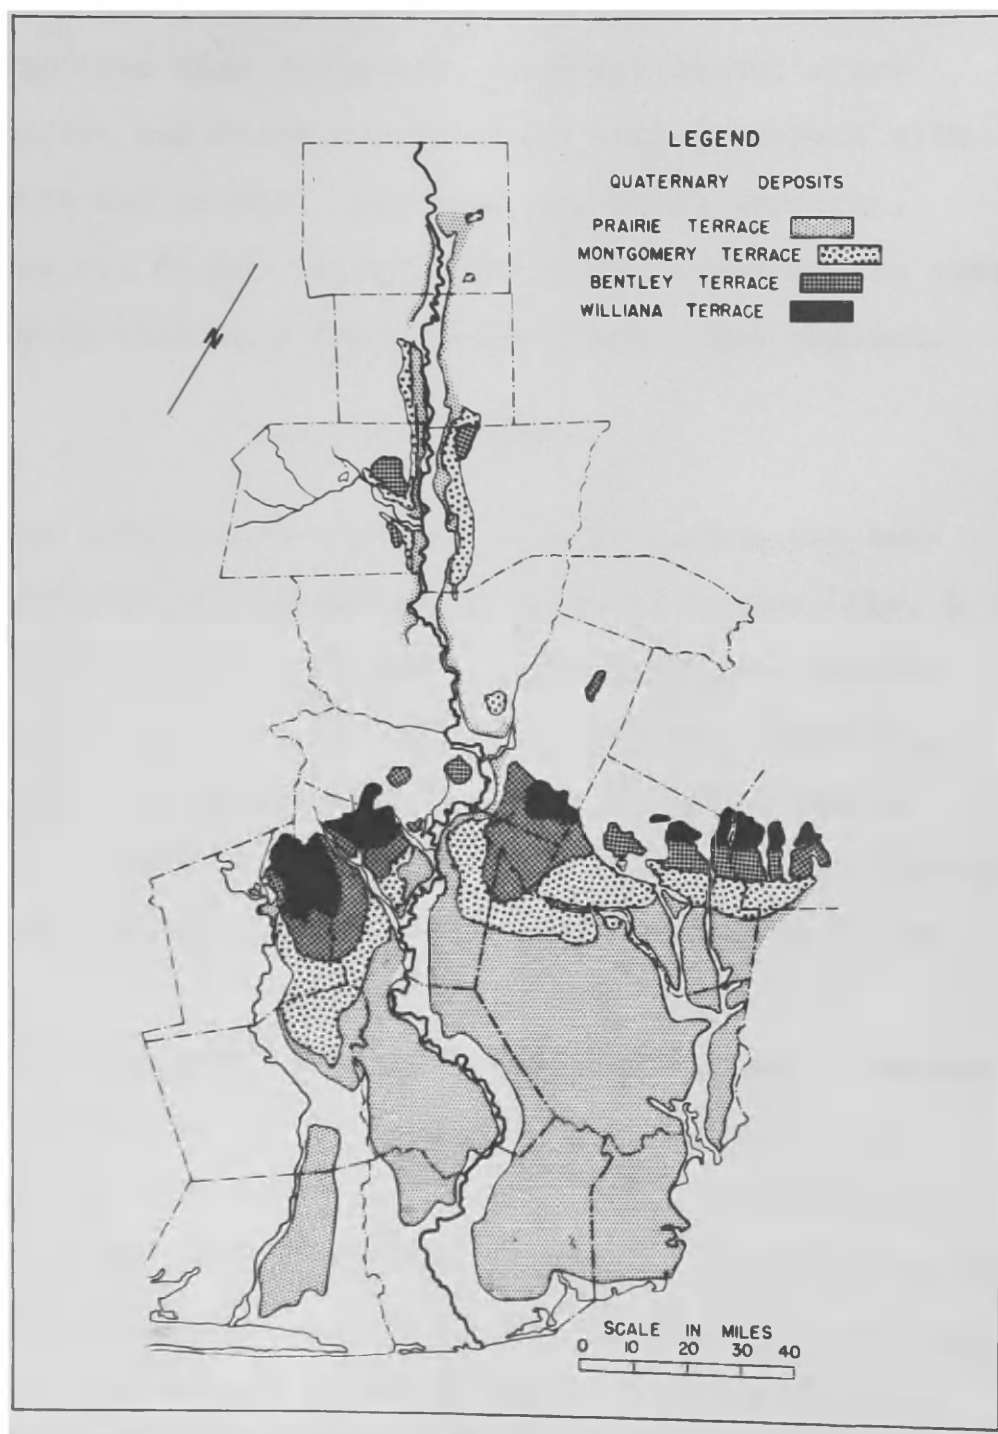 LEGEND
QUATERNARY DEPOSITS
PRAIRIE TERRACE
MONTGOMERY TERRACE
BENTLEY TERRACE
WILLIANA TERRACE
N
SCALE IN MILES
0 10 20 30 40